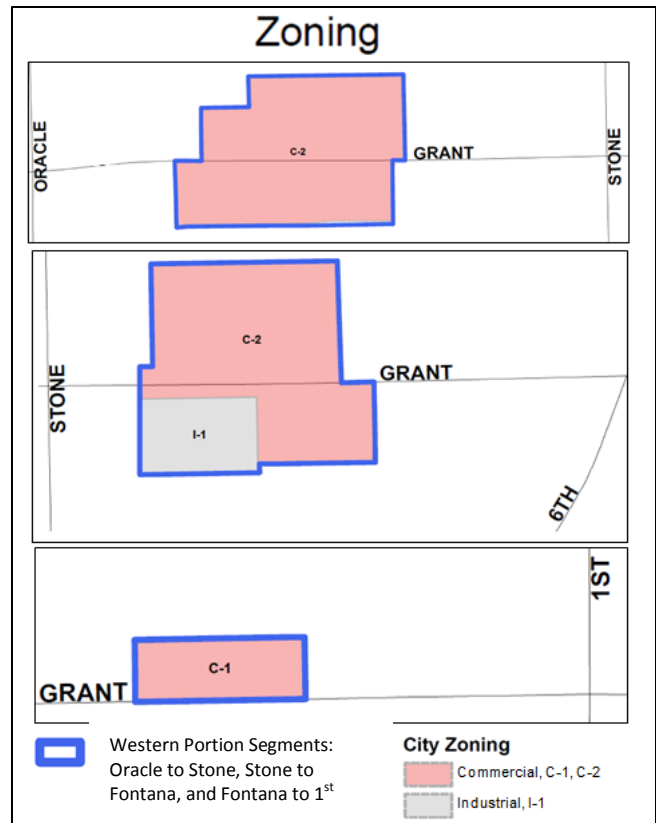 Zoning
ORACLE
C-2
GRANT
STONE
STONE
C-2
GRANT
I-1
6TH
1ST
C-1
GRANT
Western Portion Segments:
Oracle to Stone, Stone to
Fontana, and Fontana to 1st
City Zoning
Commercial, C-1, C-2
Industrial, I-1